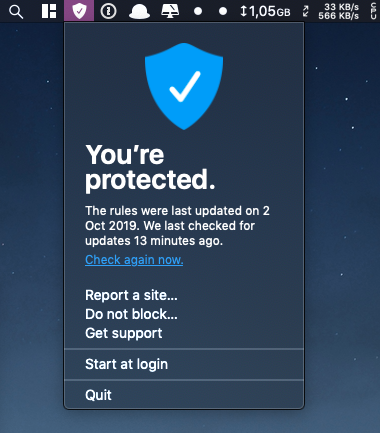 1,05GB
33 KB/s
566 KB/s
CPU
You're
protected.
The rules were last updated on 2
Oct 2019. We last checked for
updates 13 minutes ago.
Check again now.
Report a site...
Do not block...
Get support
Start at login
Quit